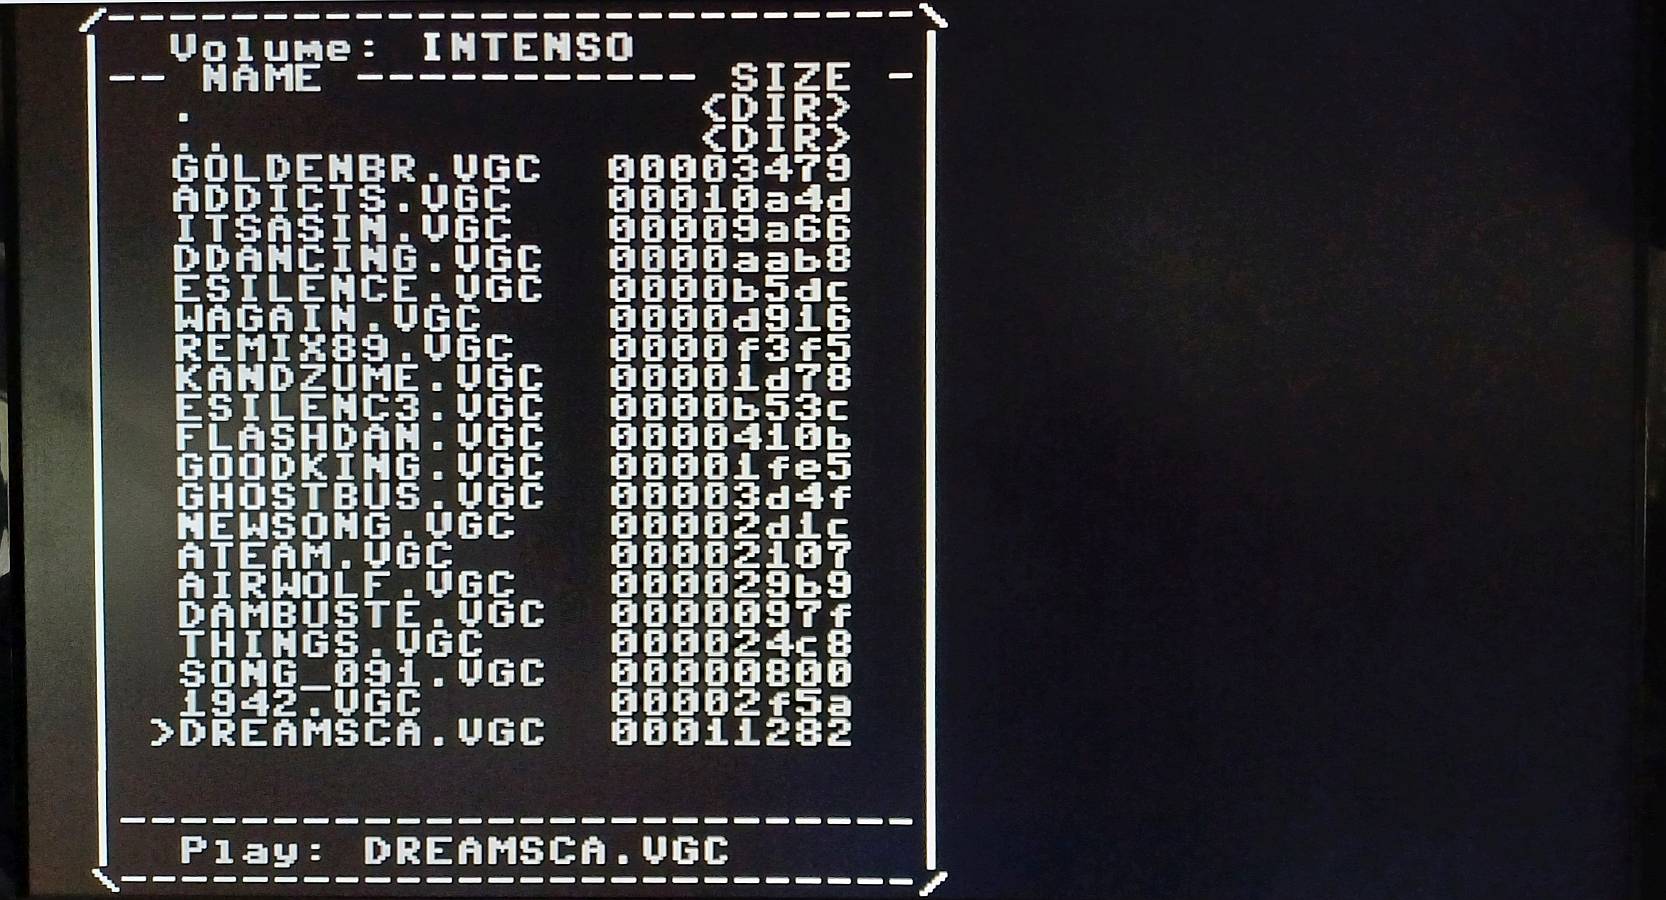 Volume: INTENSO
-- NAME ----------- SIZE -
. <DIR>
.. <DIR>
GOLDENBR.VGC 00003479
ADDICTS.VGC 00010a4d
ITSASIN.VGC 00009a66
DDANCING.VGC 0000aab8
ESILENCE.VGC 0000b5dc
WAGAIN.VGC 0000d916
REMIX89.VGC 0000f3f5
KANDZUME.VGC 00001d78
ESILENC3.VGC 0000b53c
FLASHDAN.VGC 0000410b
GOODKING.VGC 00001fe5
GHOSTBUS.VGC 00003d4f
NEWSONG.VGC 00002d1c
ATEAM.VGC 00002107
AIRWOLF.VGC 000029b9
DAMBUSTE.VGC 0000097f
THINGS.VGC 000024c8
SONG_091.VGC 00000800
1942.VGC 00002f5a
>DREAMSCA.VGC 00011282
Play: DREAMSCA.VGC